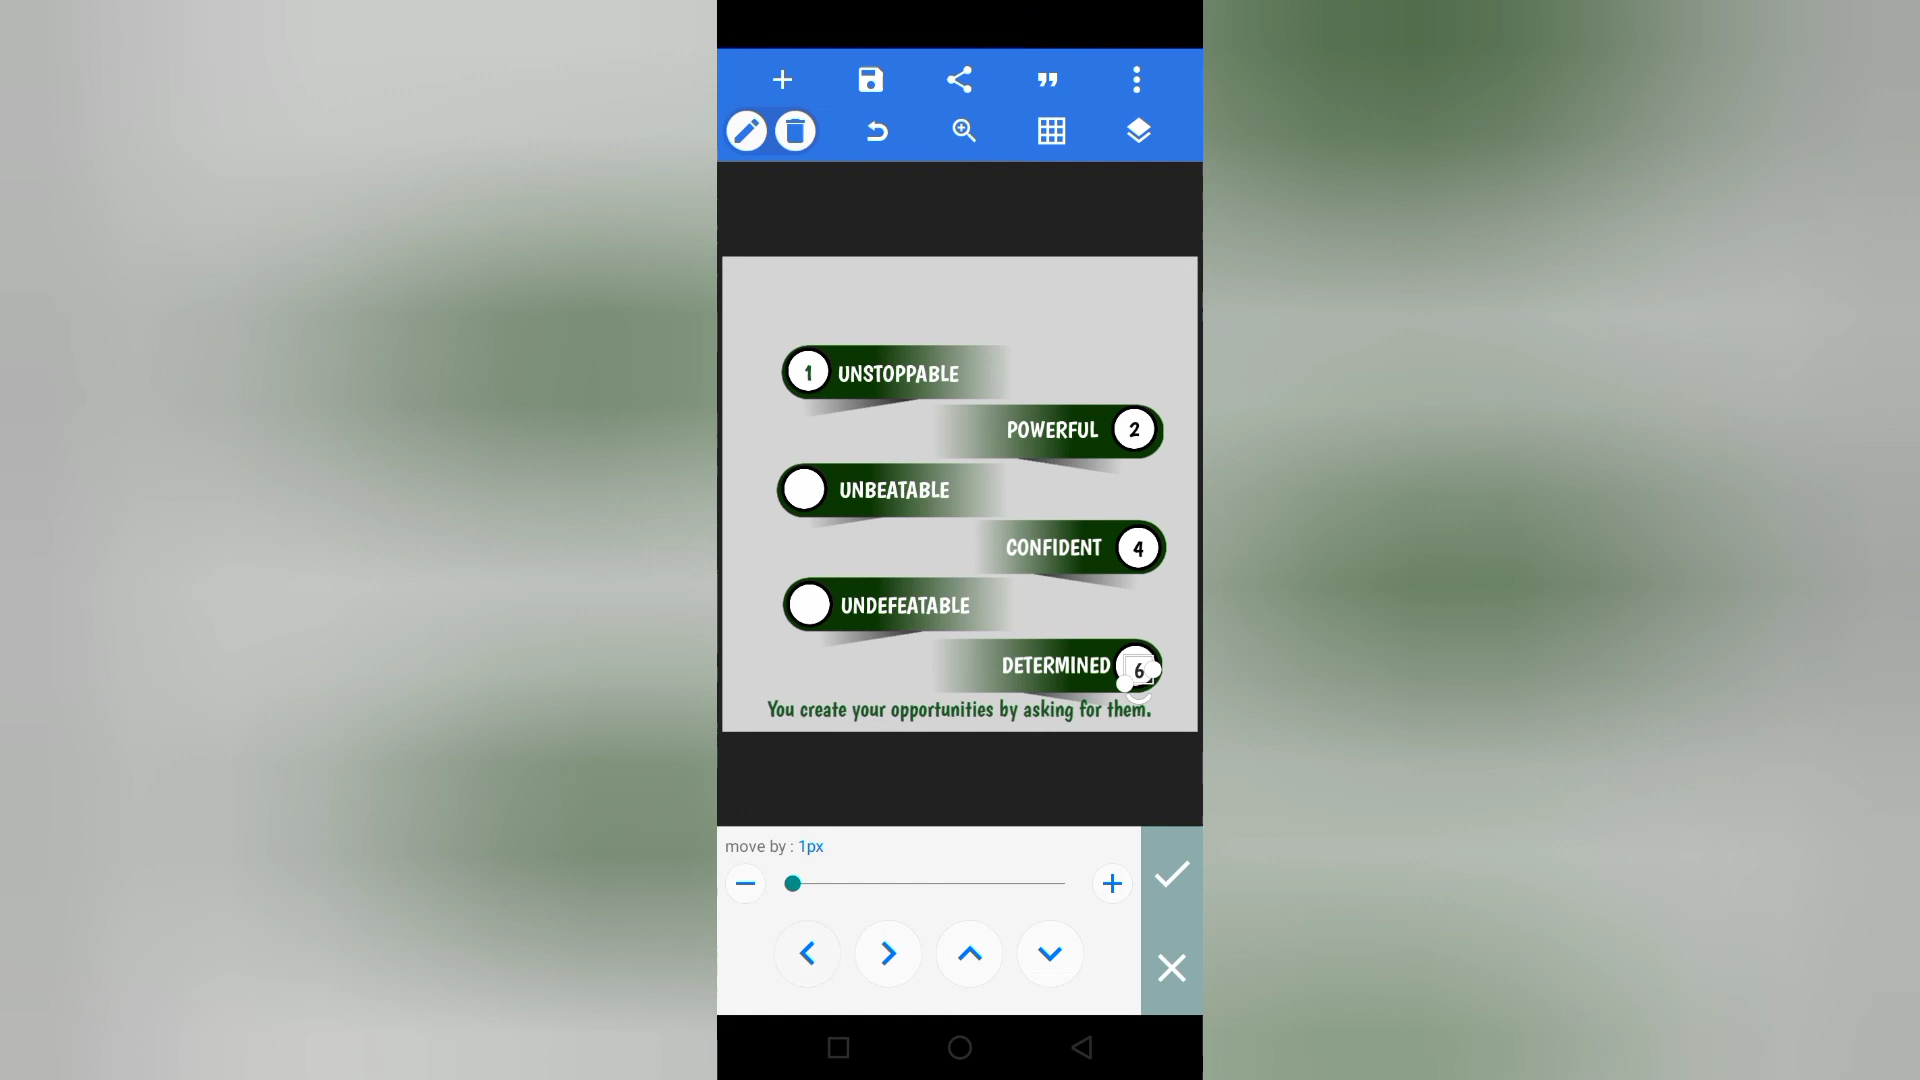 1 UNSTOPPABLE
POWERFUL 2
UNBEATABLE
CONFIDENT 4
UNDEFEATABLE
DETERMINED 6
You create your opportunities by asking for them.
move by : 1px